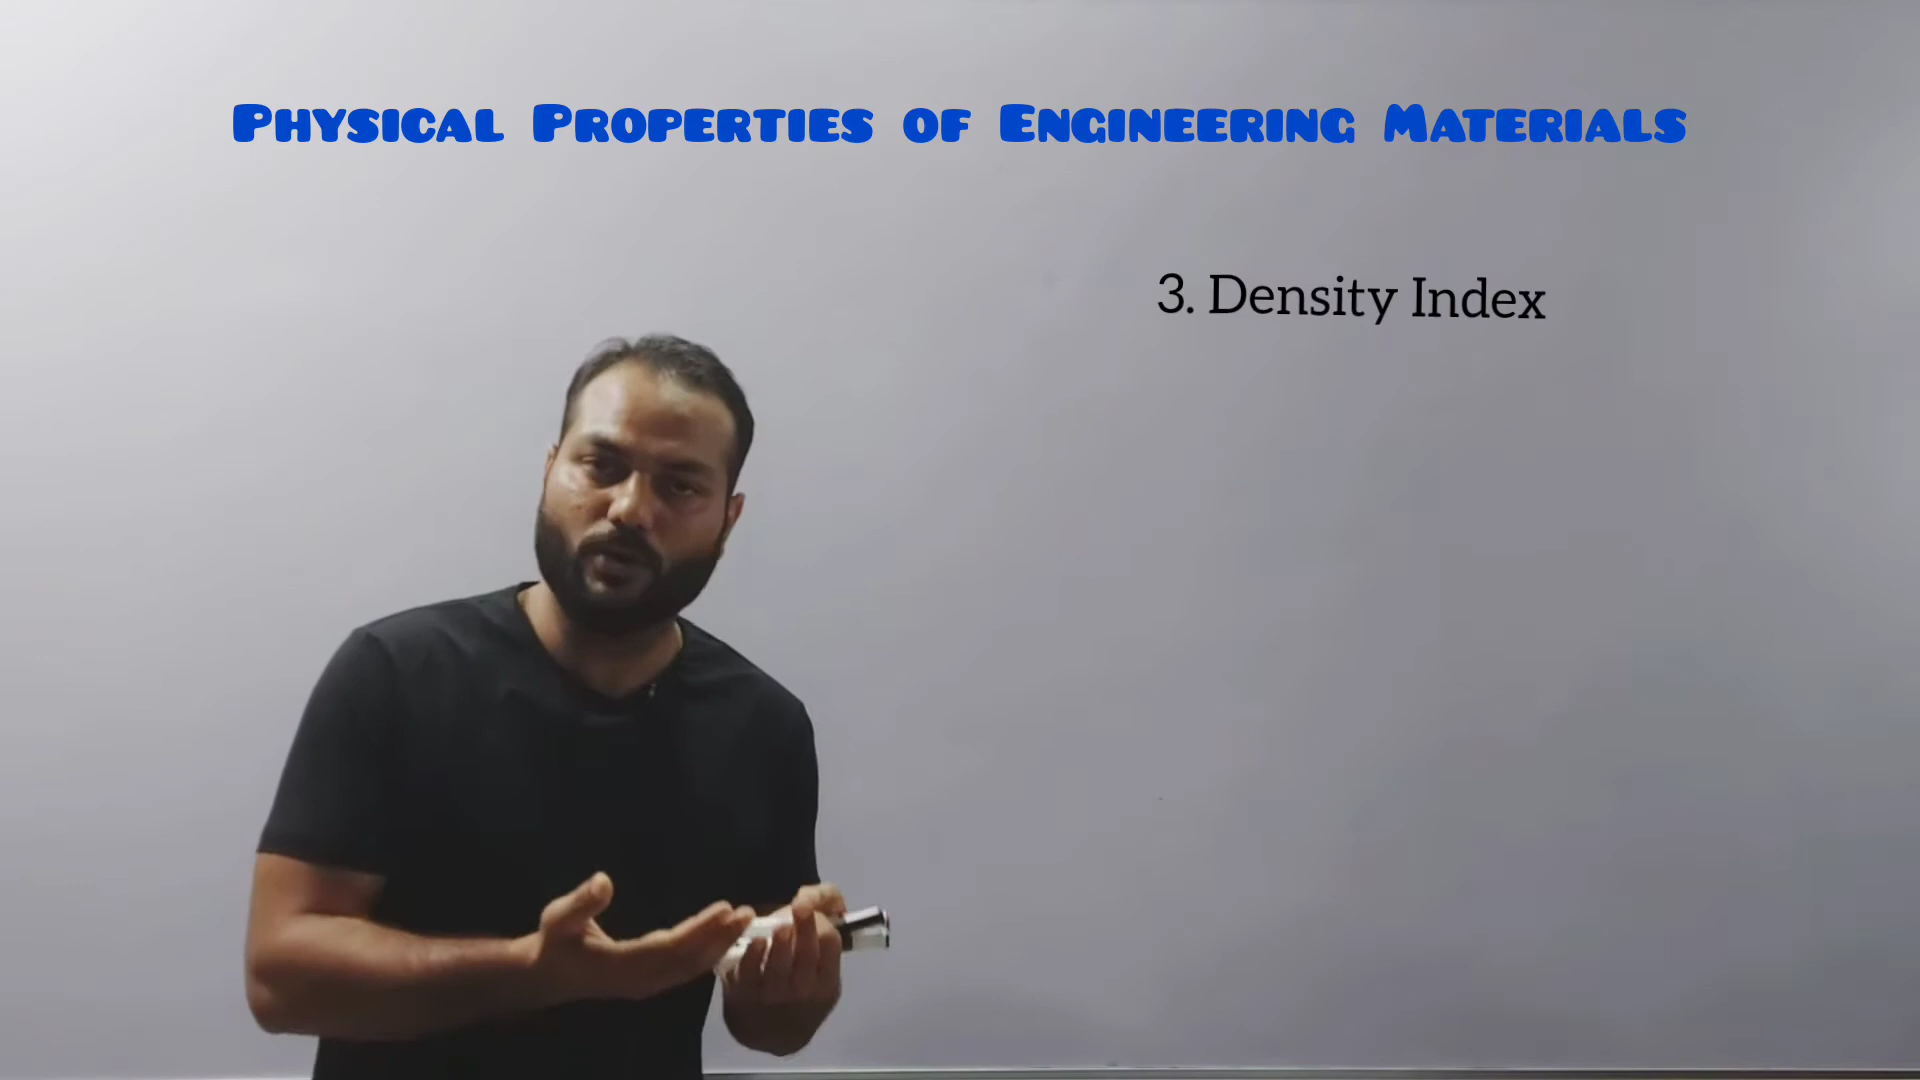 Physical Properties of Engineering Materials
3. Density Index